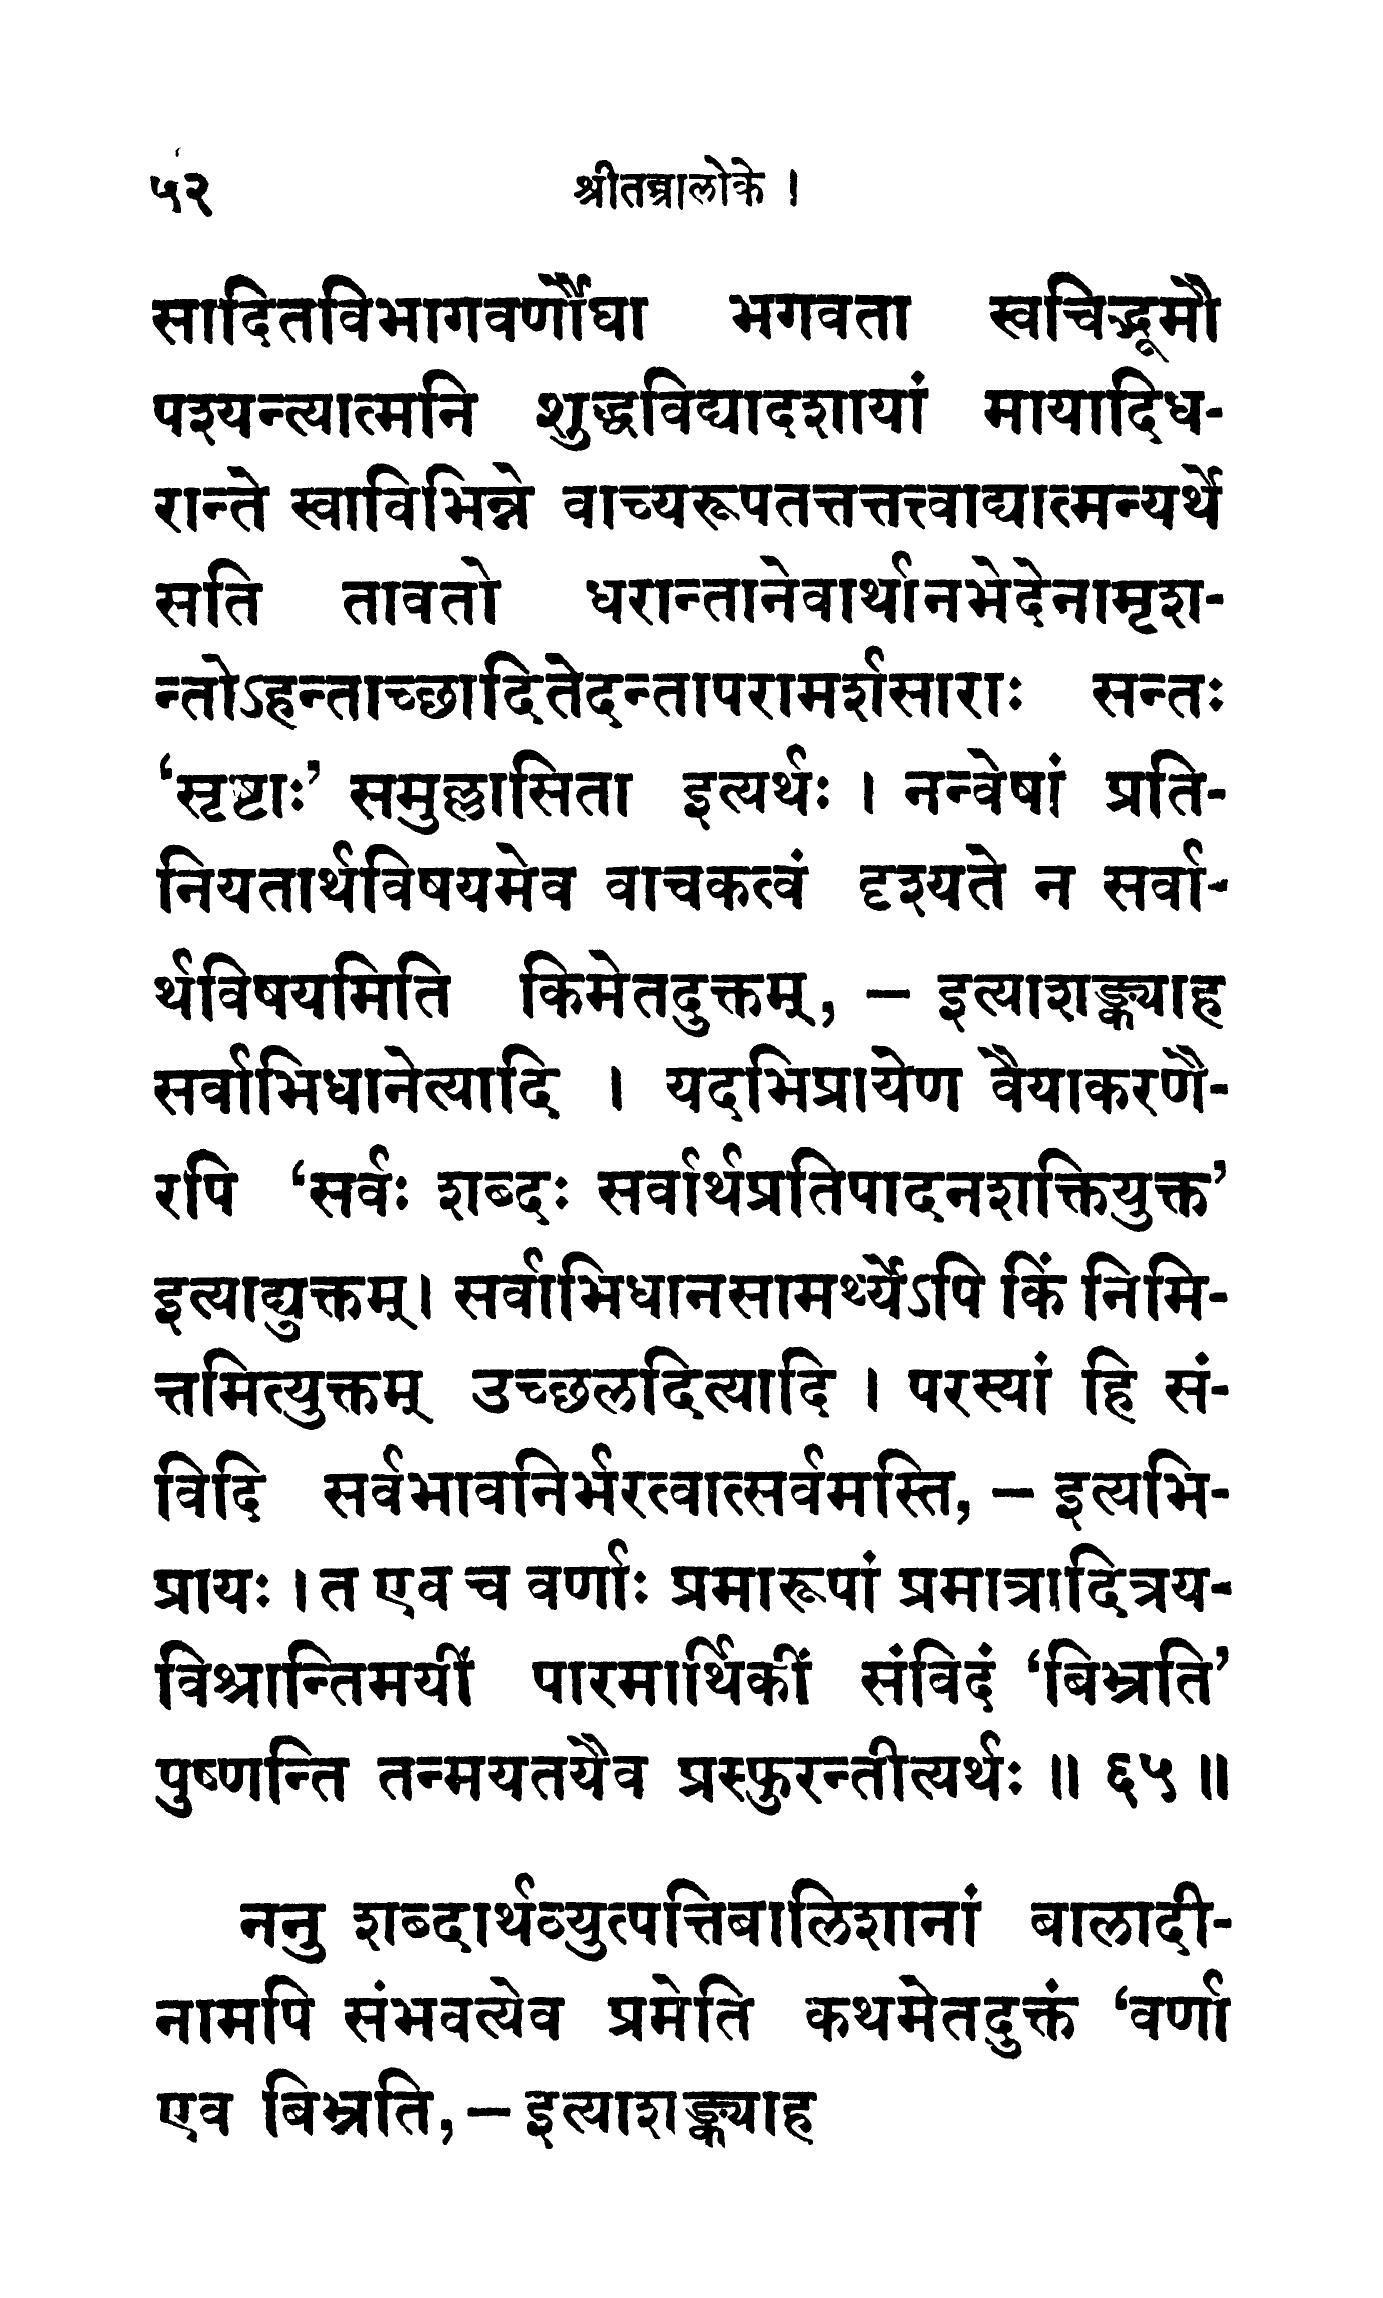 ५२ श्रीतन्त्रालोके ।
सादितविभागवर्णौघा भगवता स्वचिद्भूमौ
पश्यन्त्यात्मनि शुद्धविद्यादशायां मायादिध-
रान्ते स्वाविभिन्ने वाच्यरूपतत्तत्तत्त्वाद्यात्मन्यर्थे
सति तावतो धरान्तानेवार्थानभेदेनामृश-
न्तोऽहन्ताच्छादितेदन्तापरामर्शसाराः सन्तः
‘सृष्टाः’ समुल्लासिता इत्यर्थः । नन्वेषां प्रति-
नियतार्थविषयमेव वाचकत्वं दृश्यते न सर्वा-
र्थविषयमिति किमेतदुक्तम्, – इत्याशङ्क्याह
सर्वाभिधानेत्यादि । यदभिप्रायेण वैयाकरणै-
रपि ‘सर्वः शब्दः सर्वार्थप्रतिपादनशक्तियुक्त’
इत्याद्युक्तम्। सर्वाभिधानसामर्थ्येऽपि किं निमि-
त्तमित्युक्तम् उच्छलदित्यादि । परस्यां हि सं-
विदि सर्वभावनिर्भरत्वात्सर्वमस्ति, – इत्यभि-
प्रायः । त एव च वर्णाः प्रमारूपां प्रमात्रादित्रय-
विश्रान्तिमयीं पारमार्थिकीं संविदं ‘बिभ्रति’
पुष्णन्ति तन्मयतयैव प्रस्फुरन्तीत्यर्थः ॥ ६५ ॥
ननु शब्दार्थव्युत्पत्तिबालिशानां बालादी-
नामपि संभवत्येव प्रमेति कथमेतदुक्तं ‘वर्णा
एव बिभ्रति, – इत्याशङ्क्याह